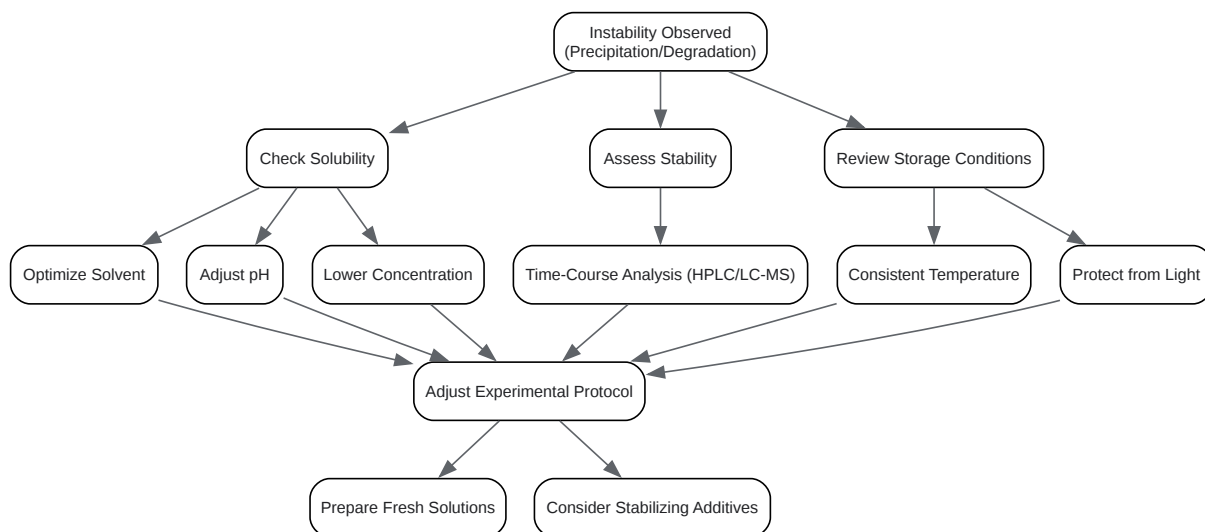 Instability Observed
(Precipitation/Degradation)
Check Solubility
Assess Stability
Review Storage Conditions
Optimize Solvent
Adjust pH
Lower Concentration
Time-Course Analysis (HPLC/LC-MS)
Consistent Temperature
Protect from Light
Adjust Experimental Protocol
Prepare Fresh Solutions
Consider Stabilizing Additives